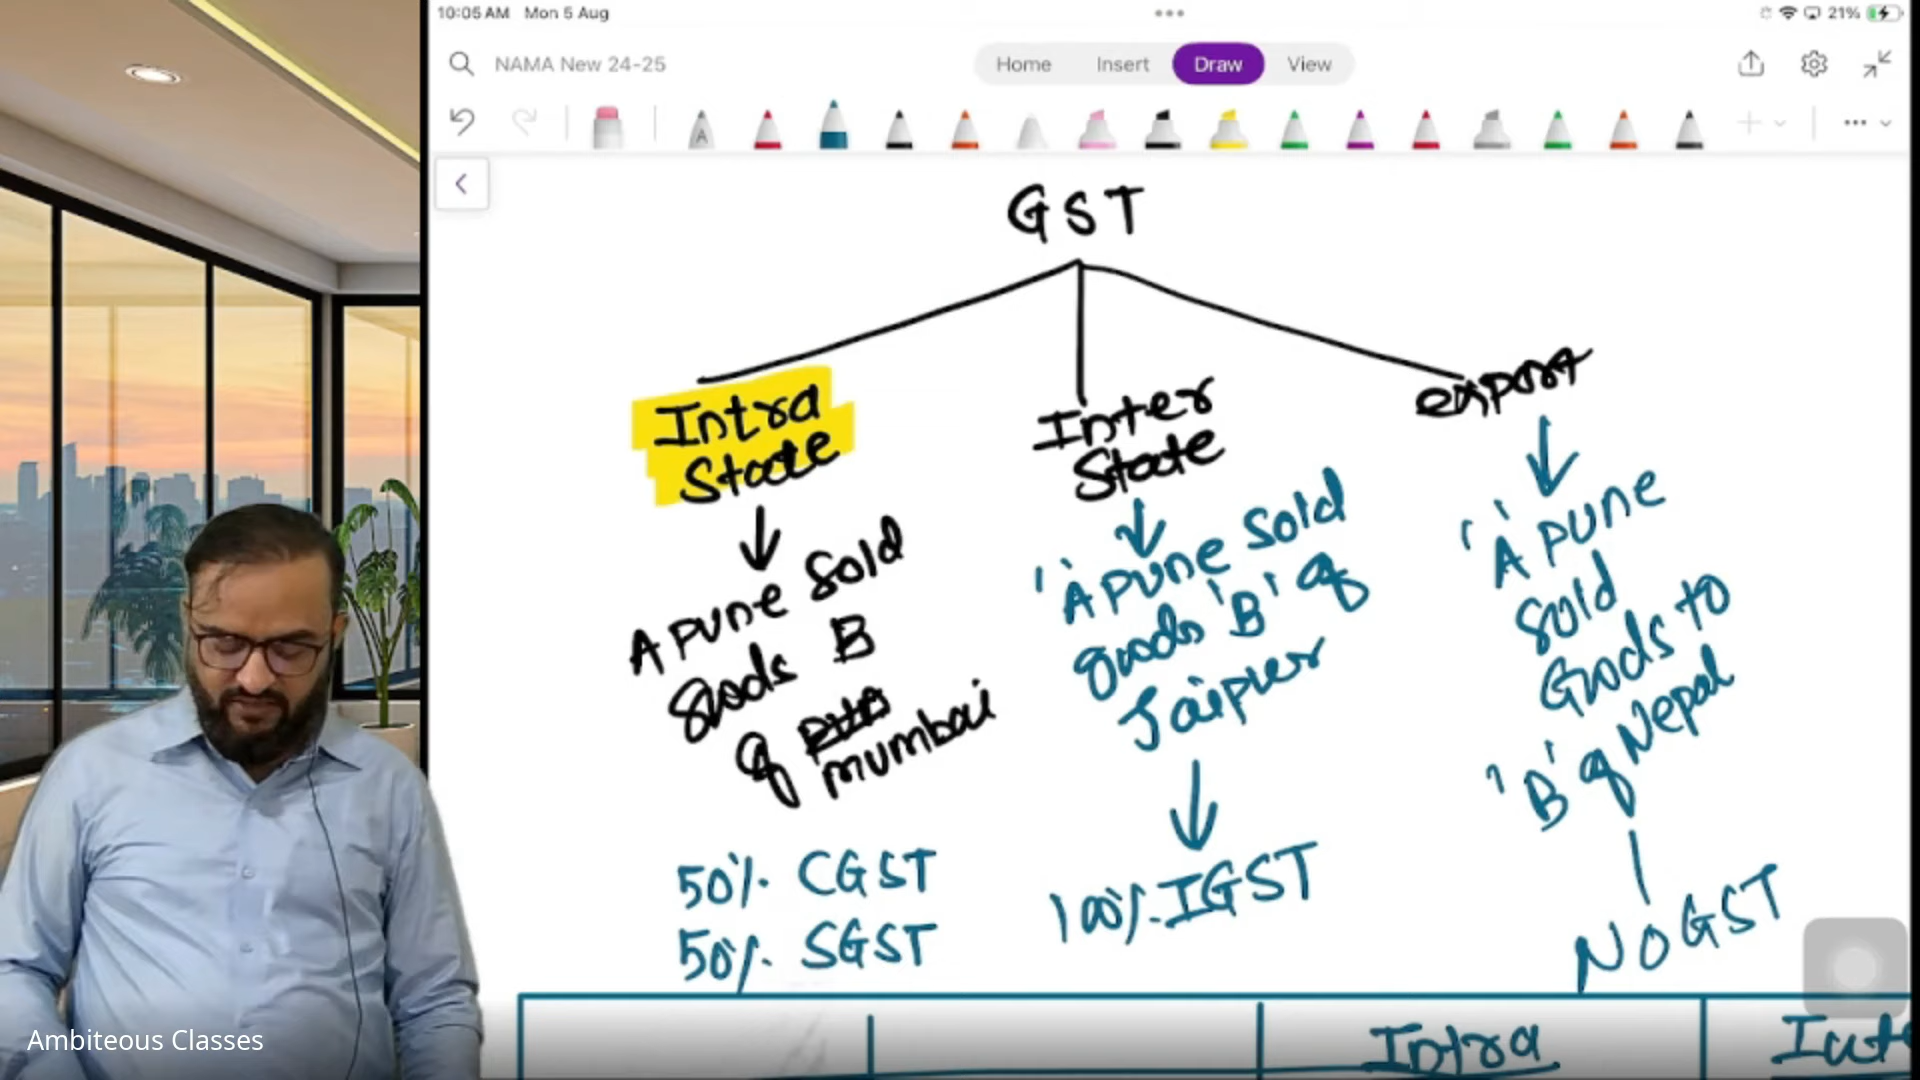 10:05 AM Mon 5 Aug
21%
NAMA New 24-25
Home Insert Draw View
A
GST
Intra
State
A pune Sold
goods B
of
mumbai
50% CGST
50% SGST
Inter
State
'A' pune Sold
goods 'B' of
Jaipur
100% IGST
export
'A' pune
sold
Goods to
'B' of Nepal
NO GST
Intra
Ambiteous Classes